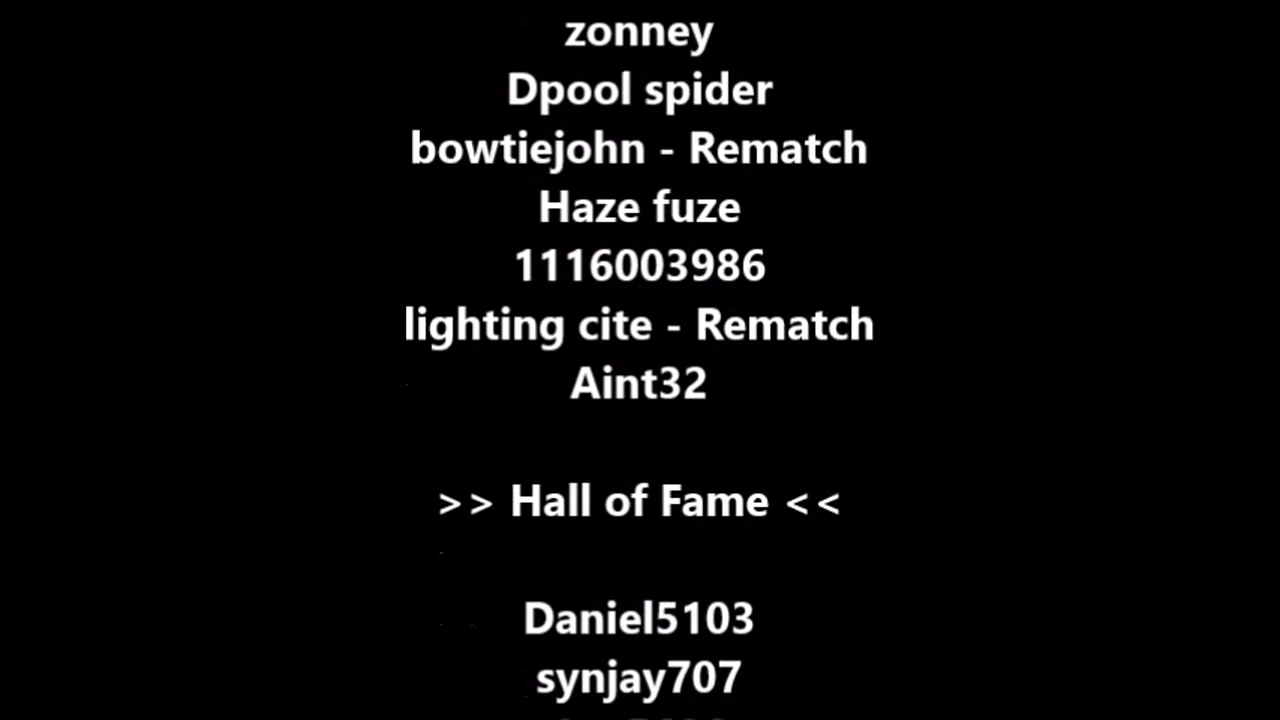 zonney
Dpool spider
bowtiejohn - Rematch
Haze fuze
1116003986
lighting cite - Rematch
Aint32
>> Hall of Fame <<
Daniel5103
synjay707